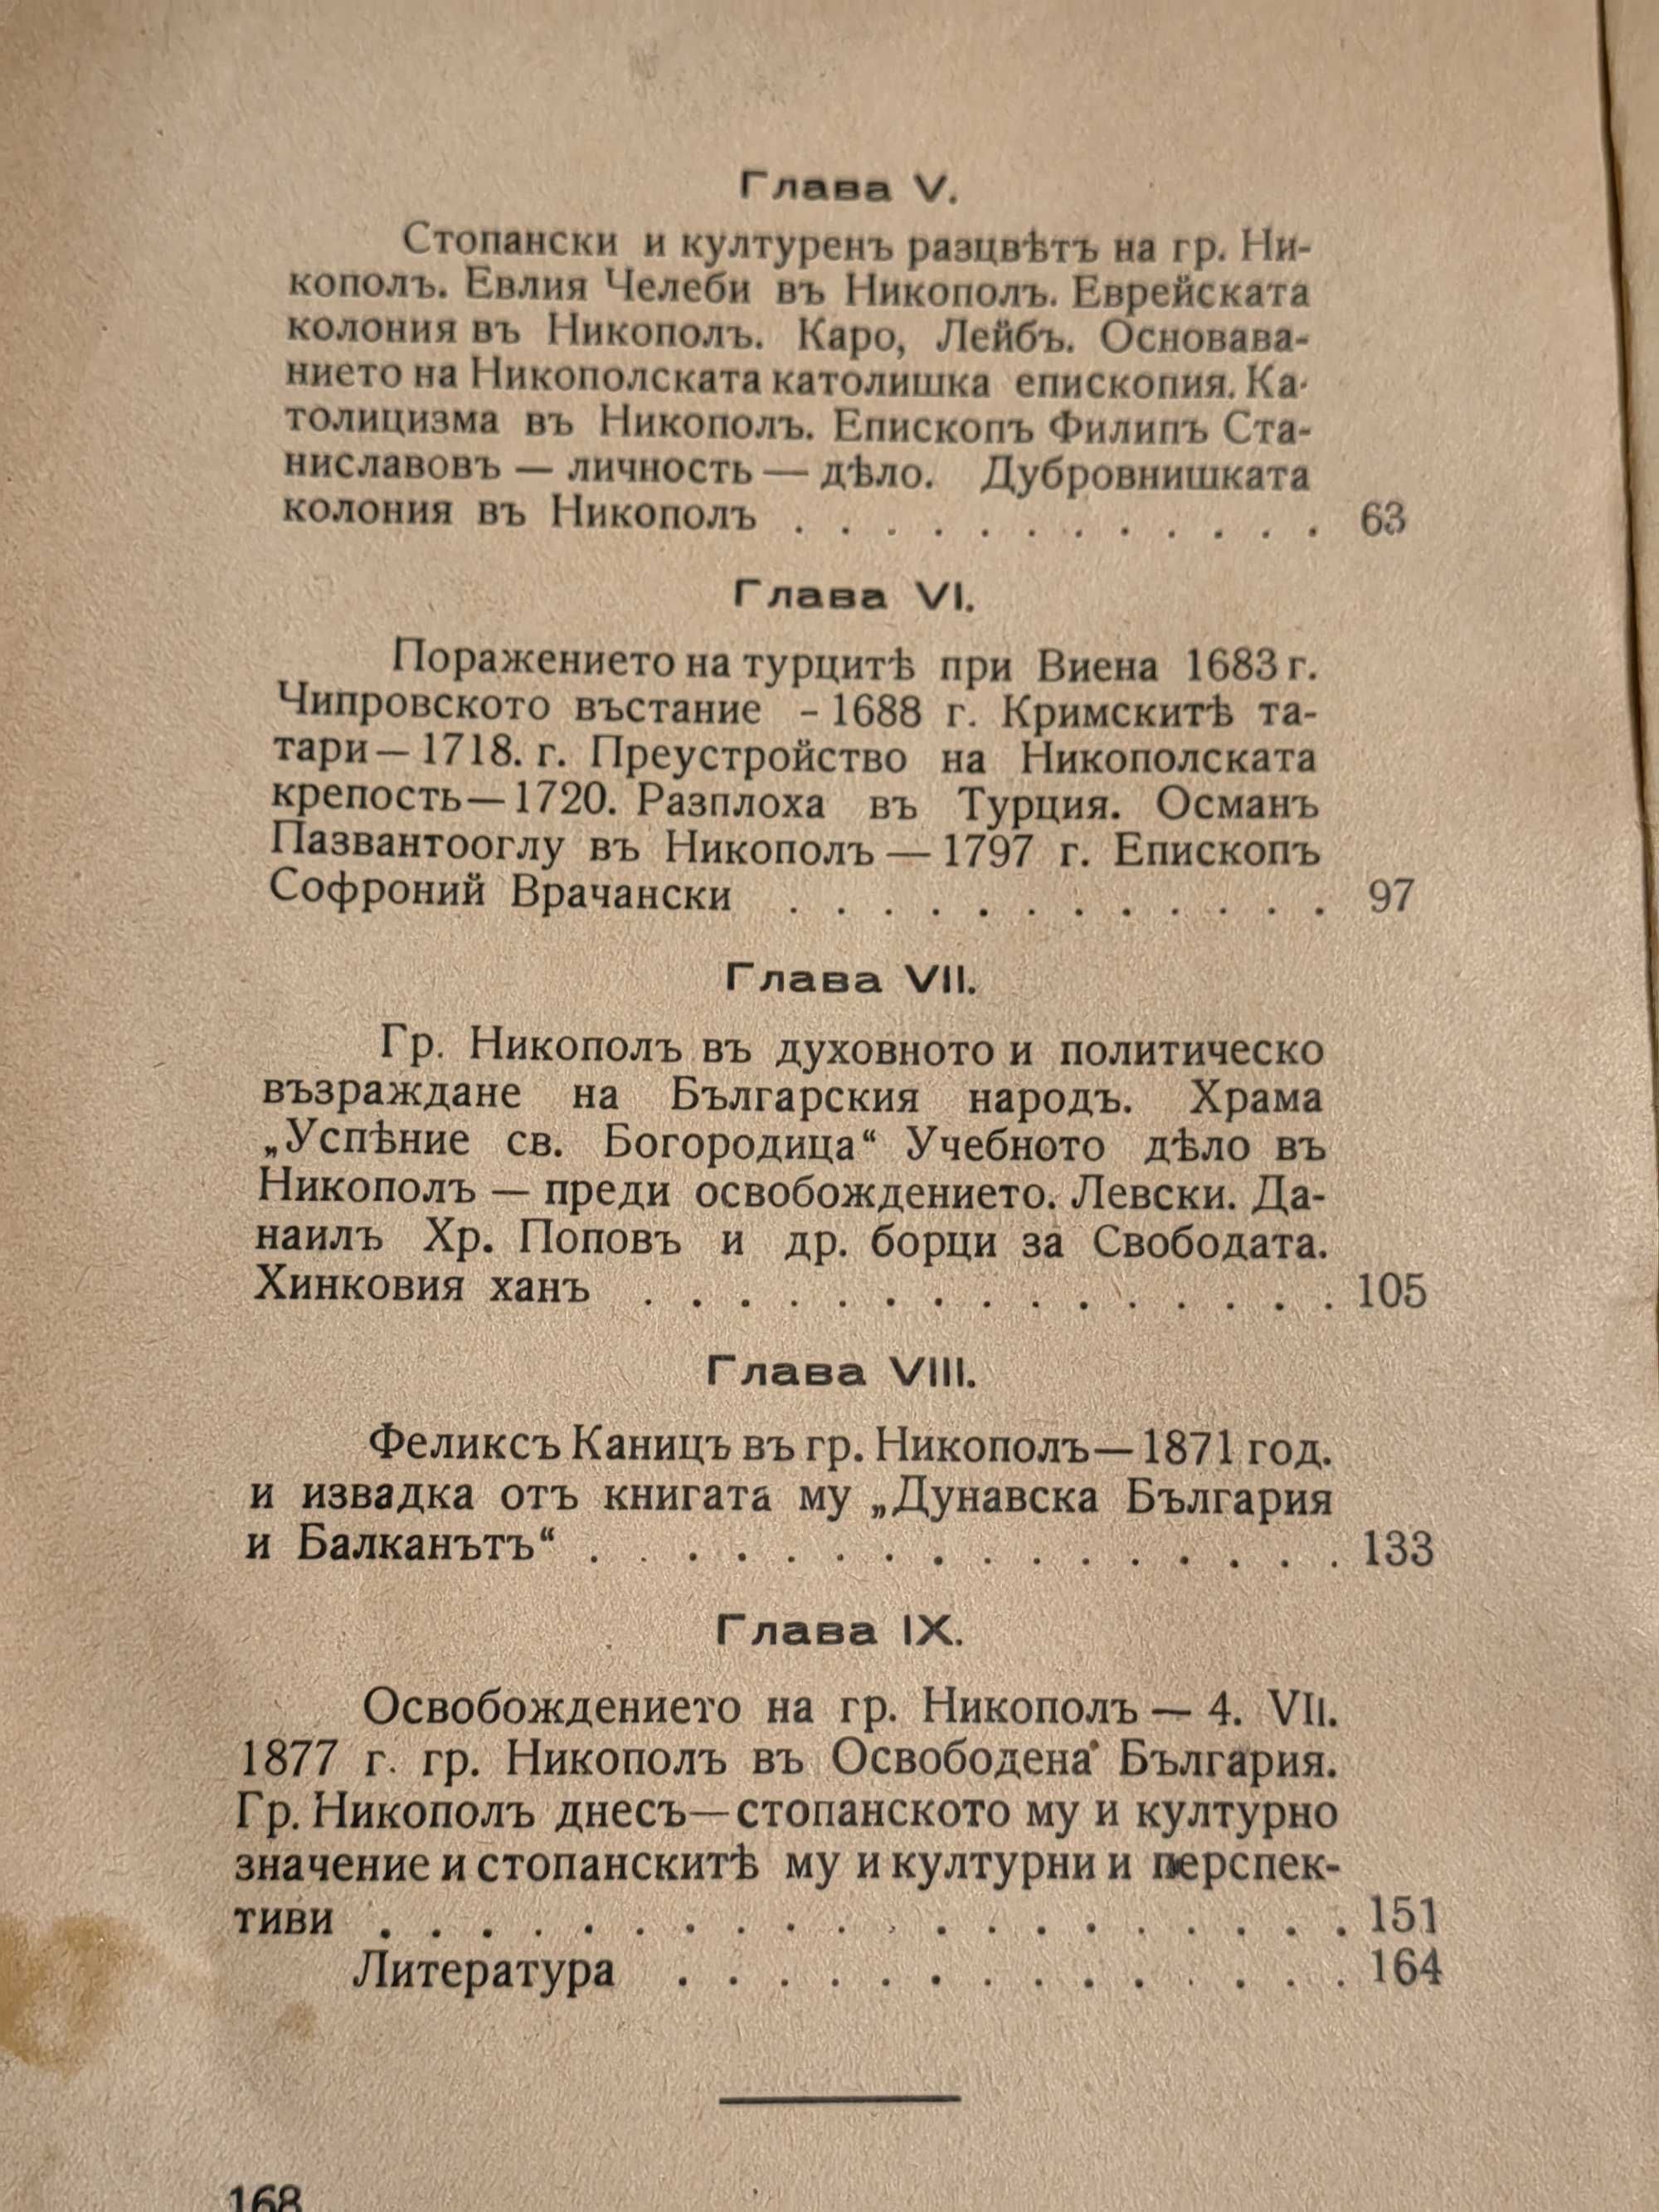 Глава V.
Стопански и културенъ разцвѣтъ на гр. Ни-
кополъ. Евлия Челеби въ Никополъ. Еврейската
колония въ Никополъ. Каро, Лейбъ. Основава-
нието на Никополската католишка епископия. Ка-
толицизма въ Никополъ. Епископъ Филипъ Ста-
ниславовъ — личность — дѣло. Дубровнишката
колония въ Никополъ . . . . . . . . . . . . 63
Глава VI.
Поражението на турцитѣ при Виена 1683 г.
Чипровското въстание - 1688 г. Кримскитѣ та-
тари — 1718. г. Преустройство на Никополската
крепость — 1720. Разплоха въ Турция. Османъ
Пазвантооглу въ Никополъ — 1797 г. Епископъ
Софроний Врачански . . . . . . . . . . . . 97
Глава VII.
Гр. Никополъ въ духовното и политическо
възраждане на Българския народъ. Храма
„Успѣние св. Богородица“ Учебното дѣло въ
Никополъ — преди освобождението. Левски. Да-
наилъ Хр. Поповъ и др. борци за Свободата.
Хинковия ханъ . . . . . . . . . . . . . . . 105
Глава VIII.
Феликсъ Каницъ въ гр. Никополъ — 1871 год.
и извадка отъ книгата му „Дунавска България
и Балканътъ“ . . . . . . . . . . . . . . . . 133
Глава IX.
Освобождението на гр. Никополъ — 4. VII.
1877 г. гр. Никополъ въ Освободена България.
Гр. Никополъ днесъ — стопанското му и културно
значение и стопанскитѣ му и културни и перспек-
тиви . . . . . . . . . . . . . . . . . . . . 151
Литература . . . . . . . . . . . . . . 164
168